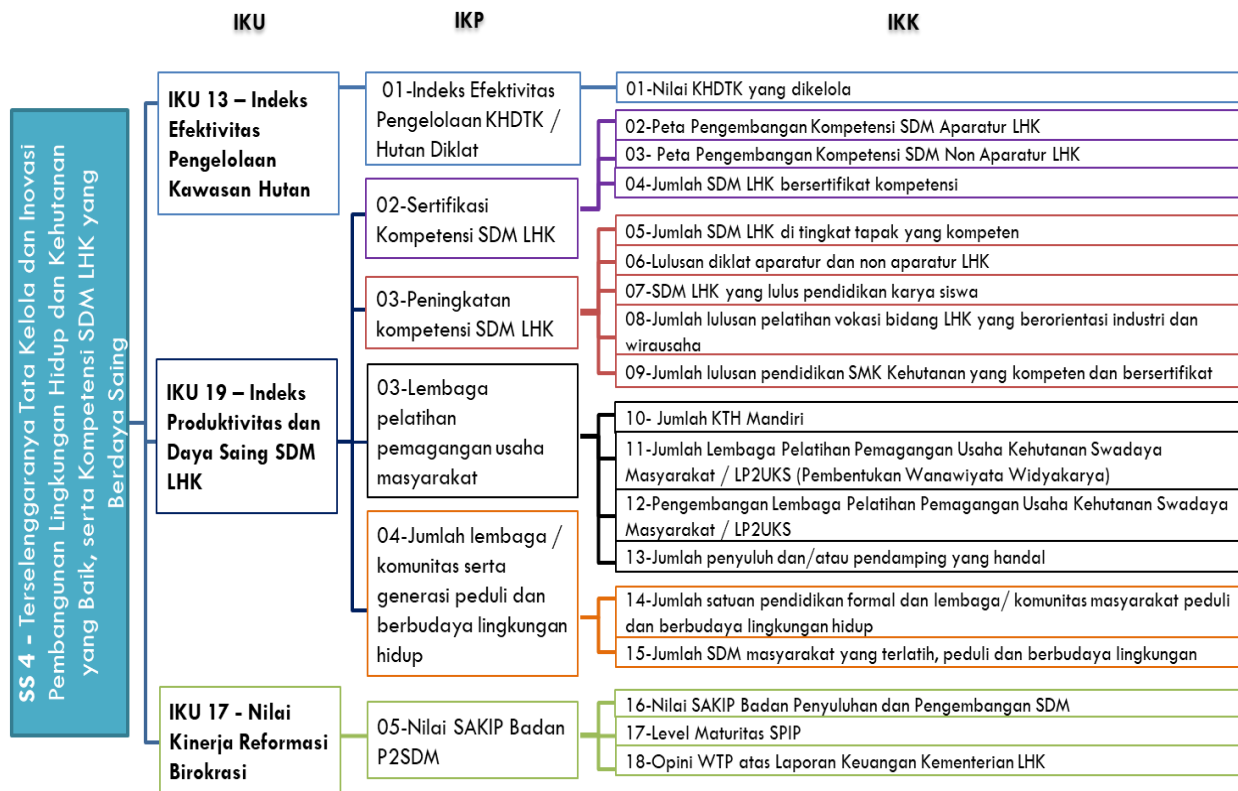 IKU
IKP
IKK
SS 4 - Terselenggaranya Tata Kelola dan Inovasi
Pembangunan Lingkungan Hidup dan Kehutanan
yang Baik, serta Kompetensi SDM LHK yang
Berdaya Saing
IKU 13 – Indeks
Efektivitas
Pengelolaan
Kawasan Hutan
IKU 19 – Indeks
Produktivitas dan
Daya Saing SDM
LHK
IKU 17 - Nilai
Kinerja Reformasi
Birokrasi
01-Indeks Efektivitas
Pengelolaan KHDTK /
Hutan Diklat
02-Sertifikasi
Kompetensi SDM LHK
03-Peningkatan
kompetensi SDM LHK
03-Lembaga
pelatihan
pemagangan usaha
masyarakat
04-Jumlah lembaga /
komunitas serta
generasi peduli dan
berbudaya lingkungan
hidup
05-Nilai SAKIP Badan
P2SDM
01-Nilai KHDTK yang dikelola
02-Peta Pengembangan Kompetensi SDM Aparatur LHK
03- Peta Pengembangan Kompetensi SDM Non Aparatur LHK
04-Jumlah SDM LHK bersertifikat kompetensi
05-Jumlah SDM LHK di tingkat tapak yang kompeten
06-Lulusan diklat aparatur dan non aparatur LHK
07-SDM LHK yang lulus pendidikan karya siswa
08-Jumlah lulusan pelatihan vokasi bidang LHK yang berorientasi industri dan
wirausaha
09-Jumlah lulusan pendidikan SMK Kehutanan yang kompeten dan bersertifikat
10- Jumlah KTH Mandiri
11-Jumlah Lembaga Pelatihan Pemagangan Usaha Kehutanan Swadaya
Masyarakat / LP2UKS (Pembentukan Wanawiyata Widyakarya)
12-Pengembangan Lembaga Pelatihan Pemagangan Usaha Kehutanan Swadaya
Masyarakat / LP2UKS
13-Jumlah penyuluh dan/atau pendamping yang handal
14-Jumlah satuan pendidikan formal dan lembaga/ komunitas masyarakat peduli
dan berbudaya lingkungan hidup
15-Jumlah SDM masyarakat yang terlatih, peduli dan berbudaya lingkungan
16-Nilai SAKIP Badan Penyuluhan dan Pengembangan SDM
17-Level Maturitas SPIP
18-Opini WTP atas Laporan Keuangan Kementerian LHK